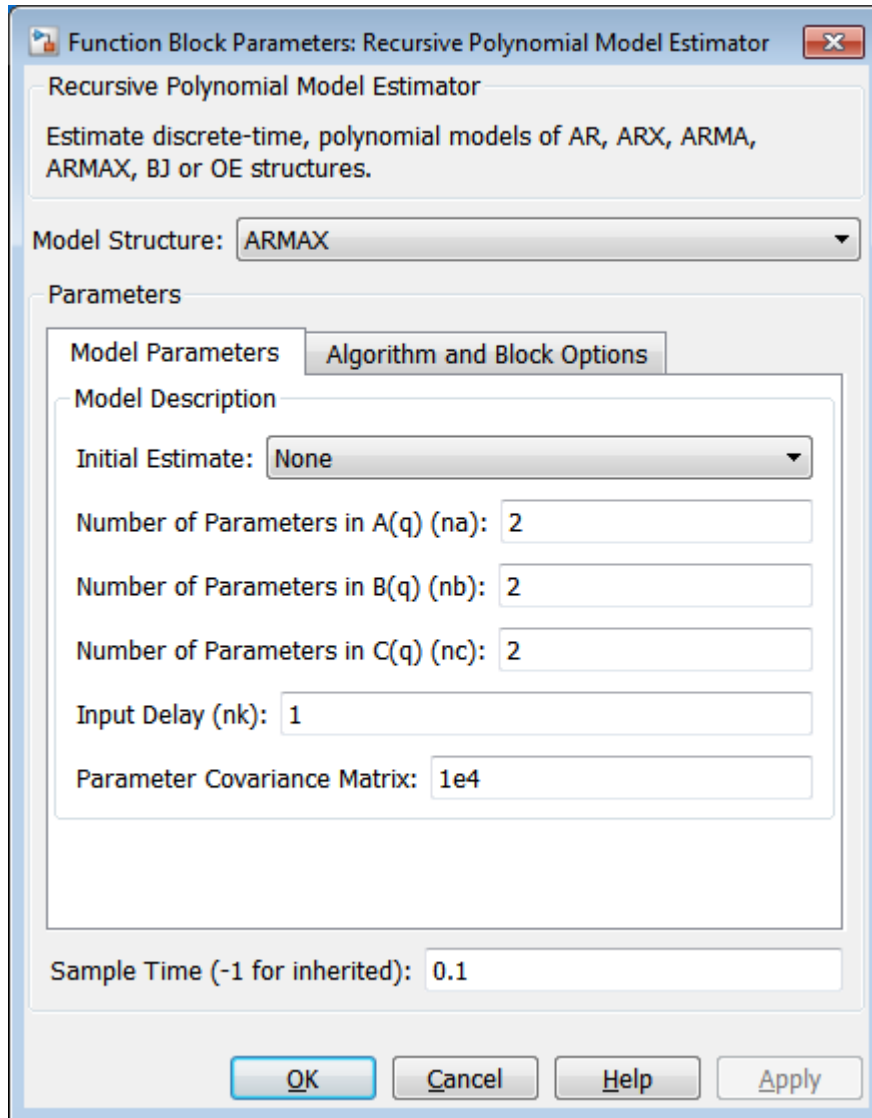 Function Block Parameters: Recursive Polynomial Model Estimator
Recursive Polynomial Model Estimator
Estimate discrete-time, polynomial models of AR, ARX, ARMA,
ARMAX, BJ or OE structures.
Model Structure: ARMAX
Parameters
Model Parameters Algorithm and Block Options
Model Description
Initial Estimate: None
Number of Parameters in A(q) (na): 2
Number of Parameters in B(q) (nb): 2
Number of Parameters in C(q) (nc): 2
Input Delay (nk): 1
Parameter Covariance Matrix: 1e4
Sample Time (-1 for inherited): 0.1
OK Cancel Help Apply